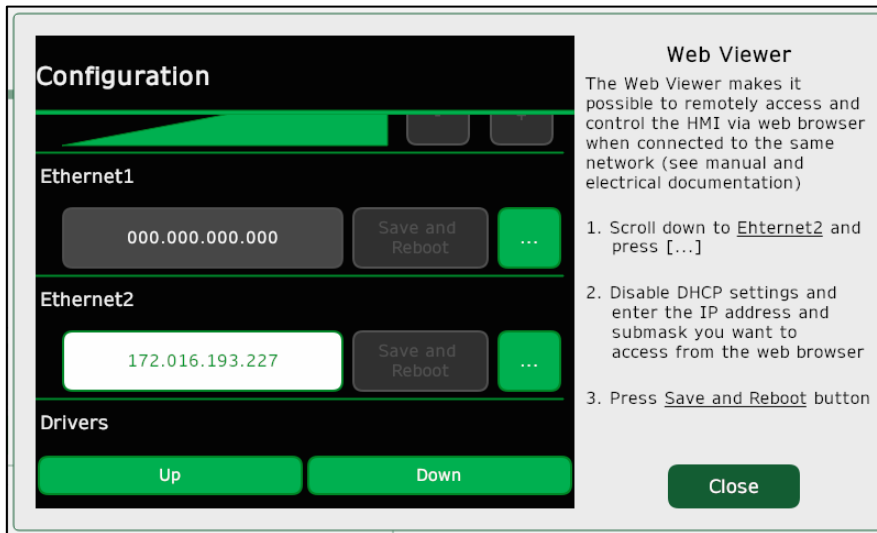 Configuration
Ethernet1
000.000.000.000
Save and
Reboot
...
Ethernet2
172.016.193.227
Save and
Reboot
...
Drivers
Up
Down
Web Viewer
The Web Viewer makes it
possible to remotely access and
control the HMI via web browser
when connected to the same
network (see manual and
electrical documentation)
1. Scroll down to Ehternet2 and
press [...]
2. Disable DHCP settings and
enter the IP address and
submask you want to
access from the web browser
3. Press Save and Reboot button
Close